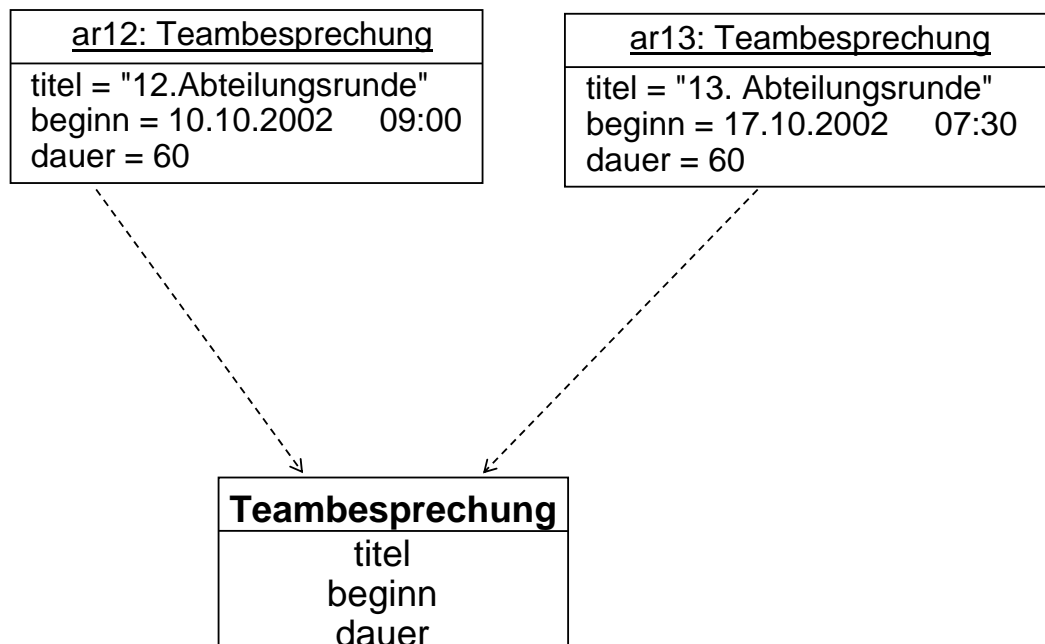 ar12: Teambesprechung
titel = "12.Abteilungsrunde"
beginn = 10.10.2002 09:00
dauer = 60
ar13: Teambesprechung
titel = "13. Abteilungsrunde"
beginn = 17.10.2002 07:30
dauer = 60
Teambesprechung
titel
beginn
dauer